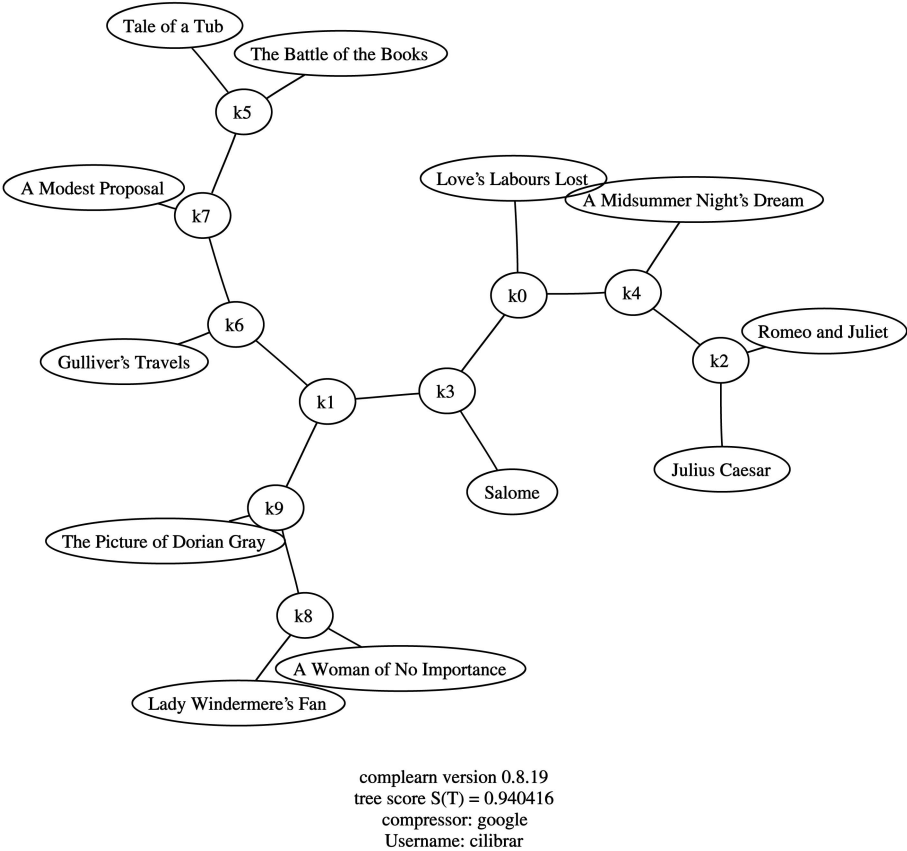 Tale of a Tub
The Battle of the Books
k5
A Modest Proposal
k7
Love's Labours Lost
A Midsummer Night's Dream
k0
k4
k6
Romeo and Juliet
Gulliver's Travels
k2
k1
k3
Julius Caesar
Salome
k9
The Picture of Dorian Gray
k8
A Woman of No Importance
Lady Windermere's Fan
complearn version 0.8.19
tree score S(T) = 0.940416
compressor: google
Username: cilibrar